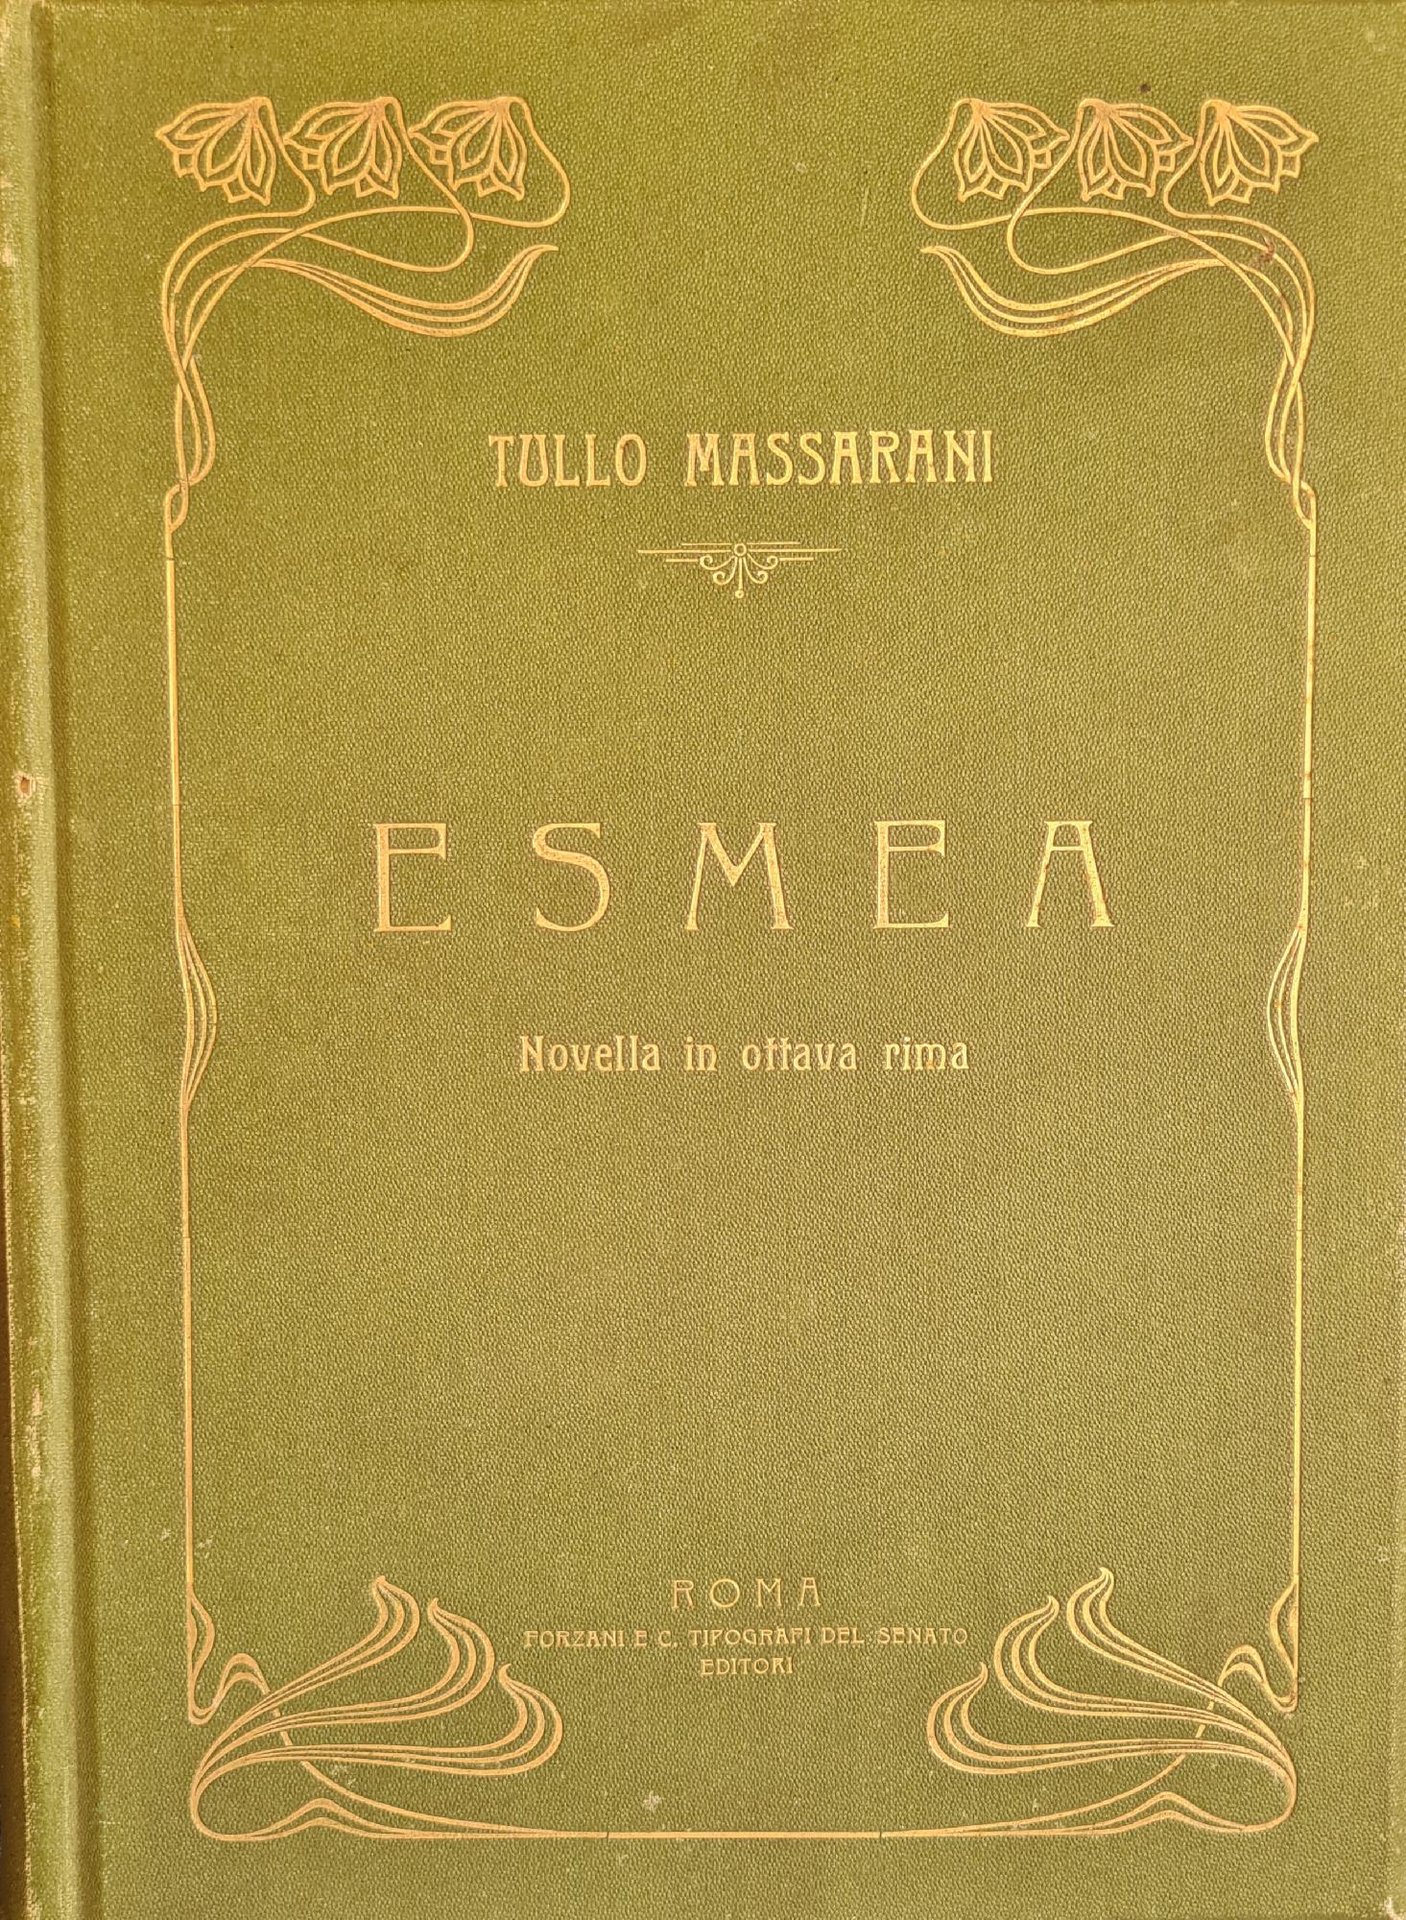 TULLO MASSARANI
ESMEA
Novella in ottava rima
ROMA
FORZANI E C. TIPOGRAFI DEL SENATO
EDITORI